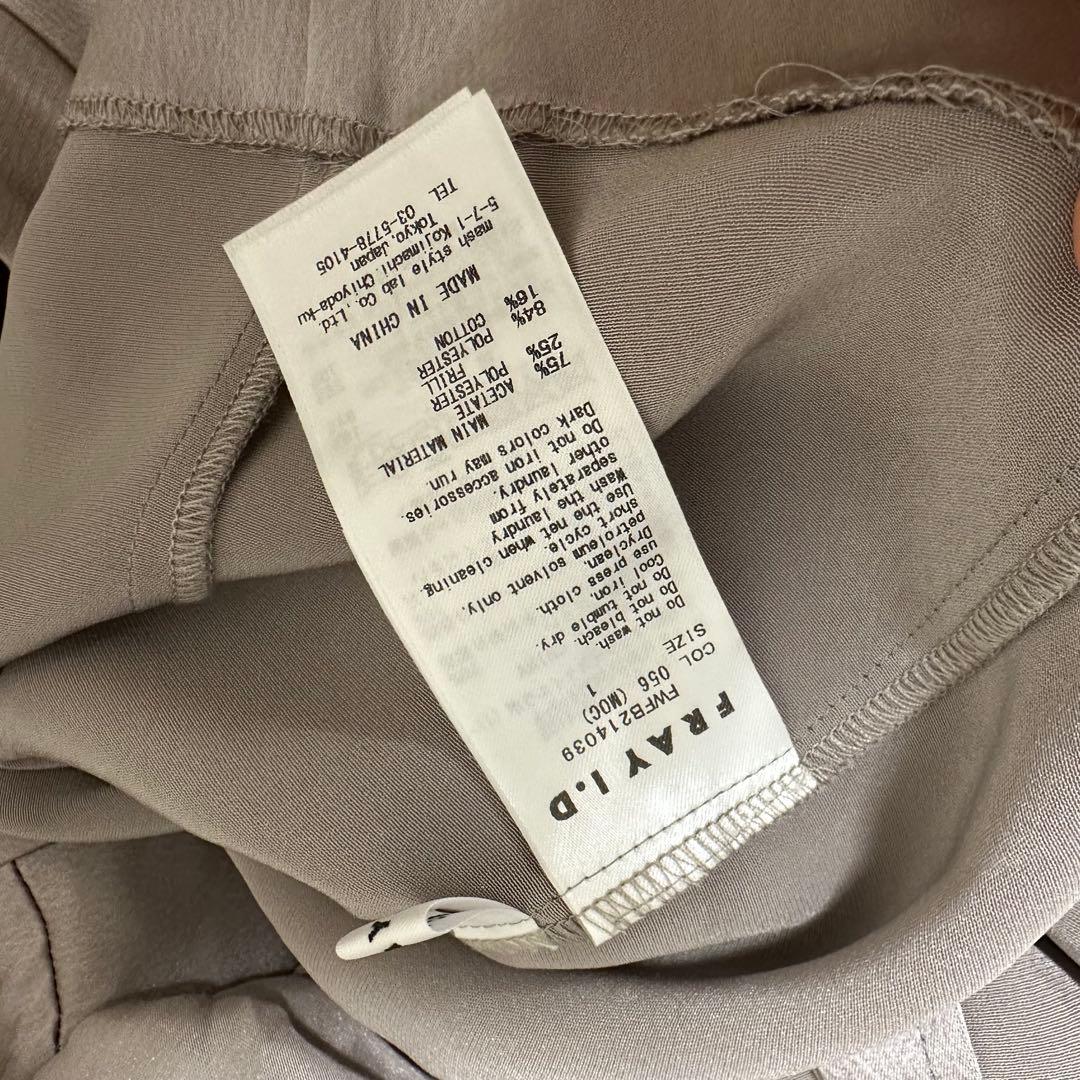 FRAY I.D
FWFB214039
COL 056 (MOC)
SIZE 1
Do not wash.
Do not bleach.
Do not tumble dry.
Cool iron.
use press cloth.
Dryclean.
petroleum solvent only,
short cycle.
Use the net when cleaning.
Wash the laundry
separately from
other laundry.
Do not iron accessories.
Dark colors may run.
MAIN MATERIAL
ACETATE 75%
POLYESTER 25%
FRILL
POLYESTER 84%
COTTON 16%
MADE IN CHINA
mash style lab Co.,Ltd.
5-7-1 Kojimachi Chiyoda-ku
Tokyo, Japan
TEL 03-5778-4105